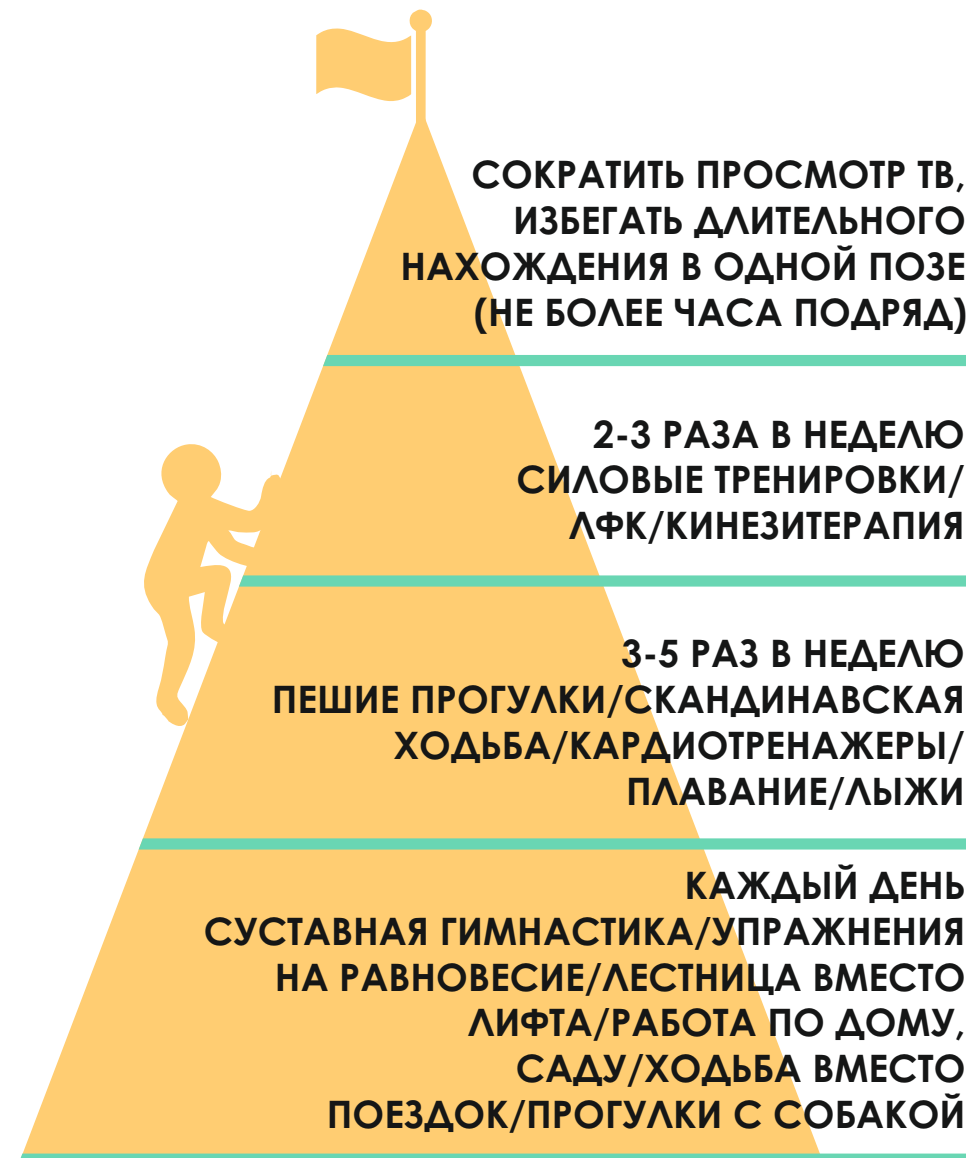 СОКРАТИТЬ ПРОСМОТР ТВ,
ИЗБЕГАТЬ ДЛИТЕЛЬНОГО
НАХОЖДЕНИЯ В ОДНОЙ ПОЗЕ
(НЕ БОЛЕЕ ЧАСА ПОДРЯД)
2-3 РАЗА В НЕДЕЛЮ
СИЛОВЫЕ ТРЕНИРОВКИ/
ЛФК/КИНЕЗИТЕРАПИЯ
3-5 РАЗ В НЕДЕЛЮ
ПЕШИЕ ПРОГУЛКИ/СКАНДИНАВСКАЯ
ХОДЬБА/КАРДИОТРЕНАЖЕРЫ/
ПЛАВАНИЕ/ЛЫЖИ
КАЖДЫЙ ДЕНЬ
СУСТАВНАЯ ГИМНАСТИКА/УПРАЖНЕНИЯ
НА РАВНОВЕСИЕ/ЛЕСТНИЦА ВМЕСТО
ЛИФТА/РАБОТА ПО ДОМУ,
САДУ/ХОДЬБА ВМЕСТО
ПОЕЗДОК/ПРОГУЛКИ С СОБАКОЙ